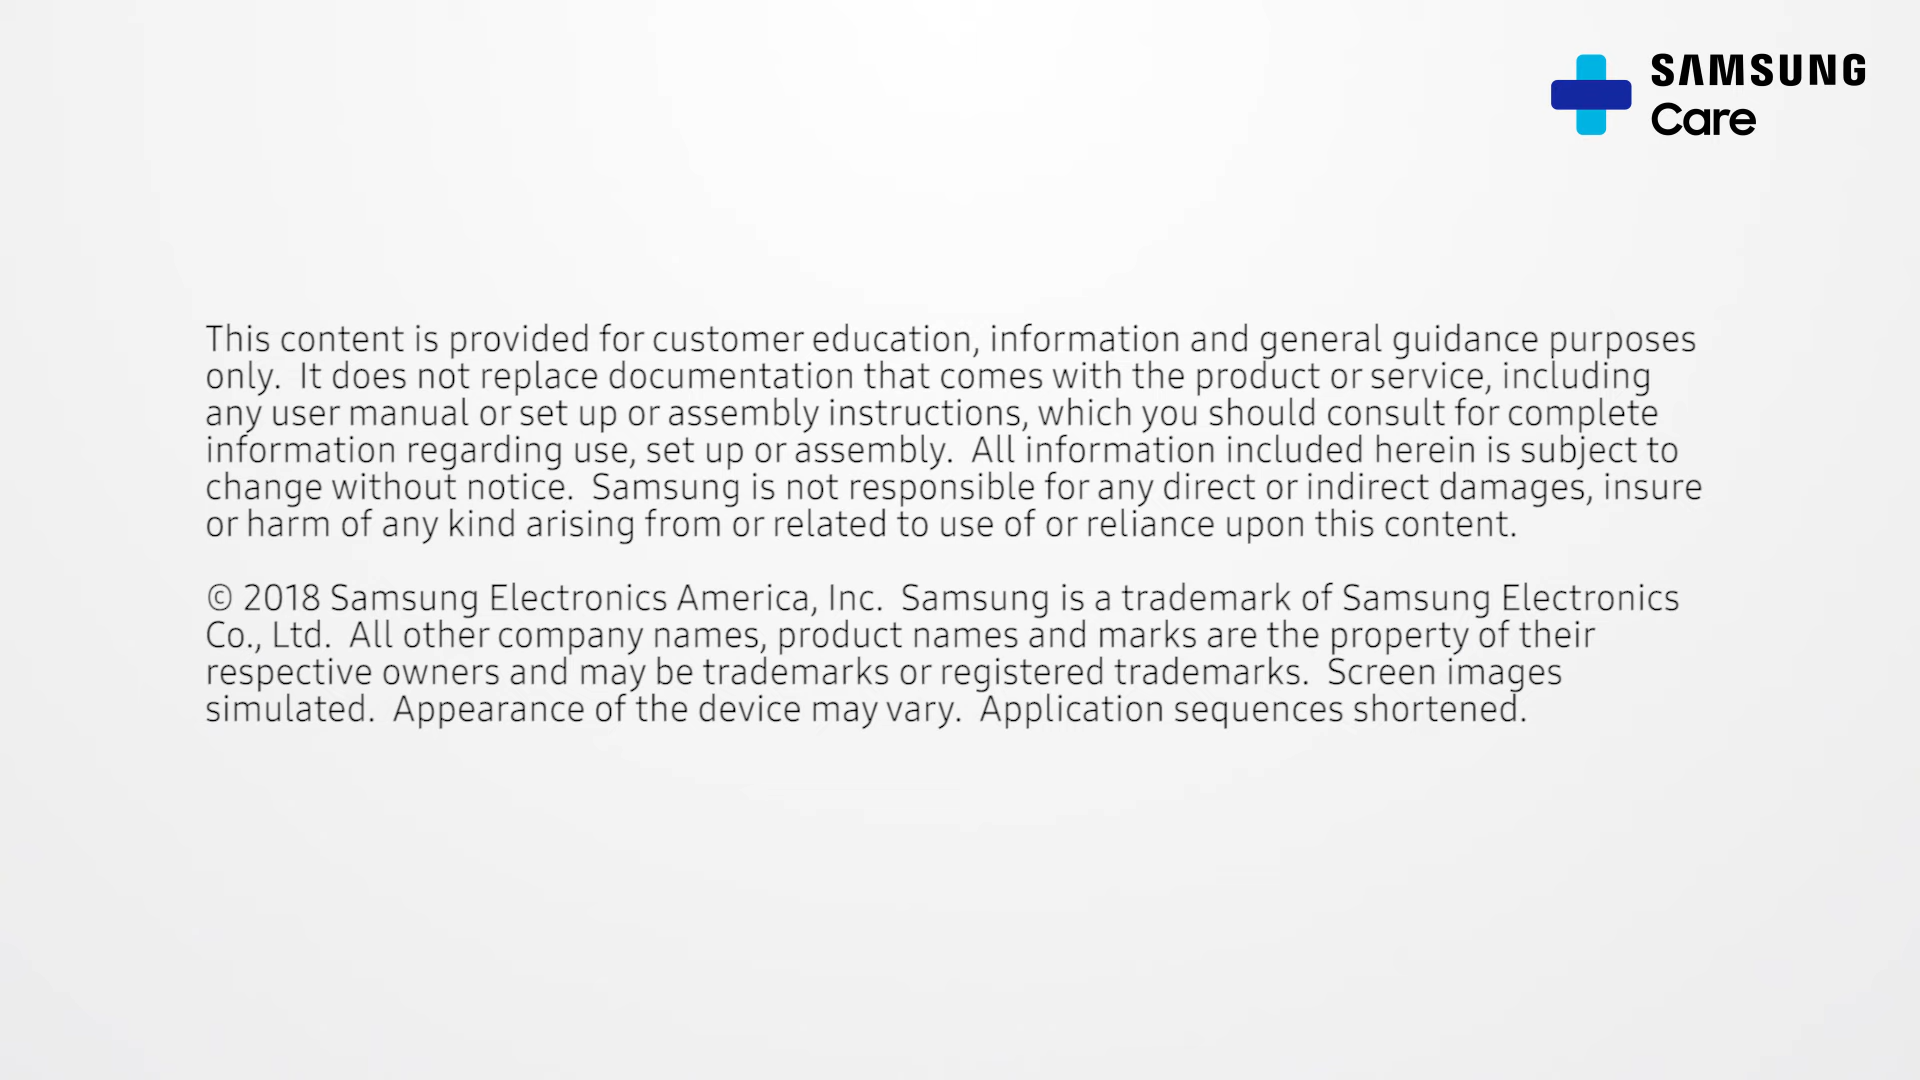 SAMSUNG
Care
This content is provided for customer education, information and general guidance purposes
only.  It does not replace documentation that comes with the product or service, including
any user manual or set up or assembly instructions, which you should consult for complete
information regarding use, set up or assembly.  All information included herein is subject to
change without notice.  Samsung is not responsible for any direct or indirect damages, insure
or harm of any kind arising from or related to use of or reliance upon this content.
© 2018 Samsung Electronics America, Inc.  Samsung is a trademark of Samsung Electronics
Co., Ltd.  All other company names, product names and marks are the property of their
respective owners and may be trademarks or registered trademarks.  Screen images
simulated.  Appearance of the device may vary.  Application sequences shortened.